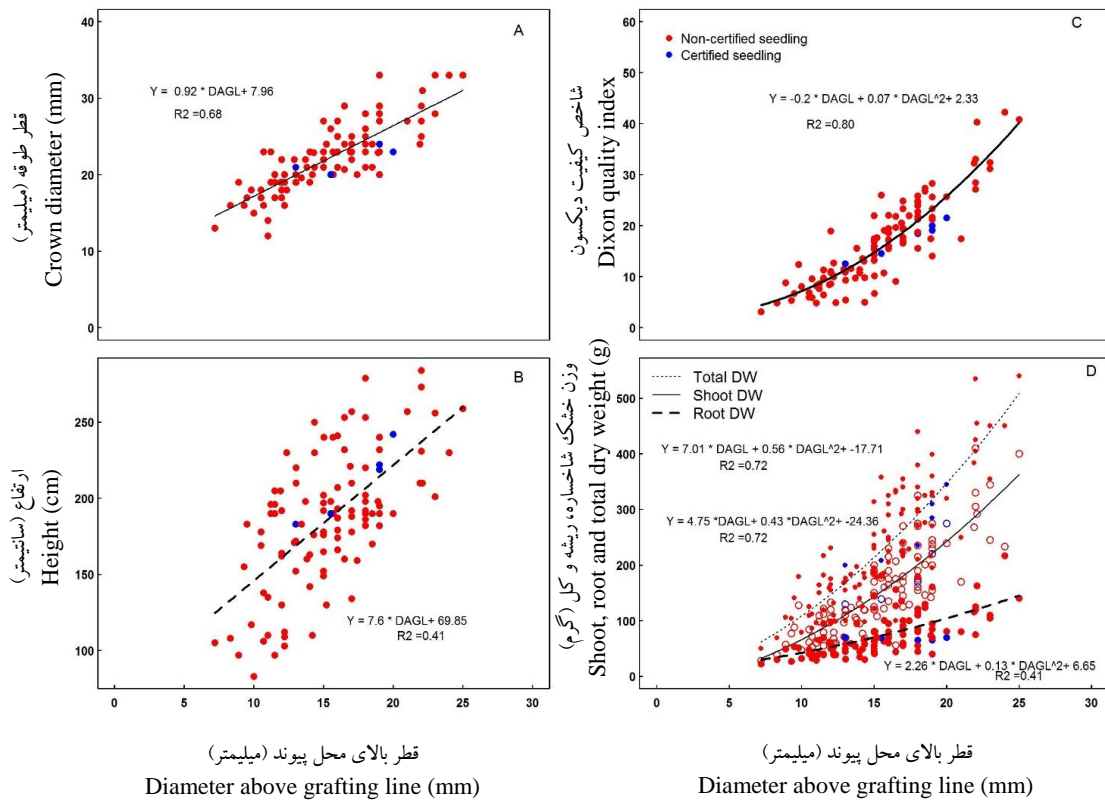 A
40
30
20
10
0
Y = 0.92 * DAGL+ 7.96
R2 =0.68
قطر طوقه (میلیمتر)
Crown diameter (mm)
C
Non-certified seedling
Certified seedling
60
50
40
30
20
10
0
Y = -0.2 * DAGL + 0.07 * DAGL^2+ 2.33
R2 =0.80
شاخص کیفیت دیکسون
Dixon quality index
B
250
200
150
100
Y = 7.6 * DAGL+ 69.85
R2 =0.41
ارتفاع (سانتیمتر)
Height (cm)
0 5 10 15 20 25 30
قطر بالای محل پیوند (میلیمتر)
Diameter above grafting line (mm)
D
Total DW
Shoot DW
Root DW
500
400
300
200
100
0
Y = 7.01 * DAGL + 0.56 * DAGL^2+ -17.71
R2 =0.72
Y = 4.75 * DAGL+ 0.43 *DAGL^2+ -24.36
R2 =0.72
Y = 2.26 * DAGL + 0.13 * DAGL^2+ 6.65
R2 =0.41
وزن خشک شاخساره، ریشه و کل (گرم)
Shoot, root and total dry weight (g)
0 5 10 15 20 25 30
قطر بالای محل پیوند (میلیمتر)
Diameter above grafting line (mm)